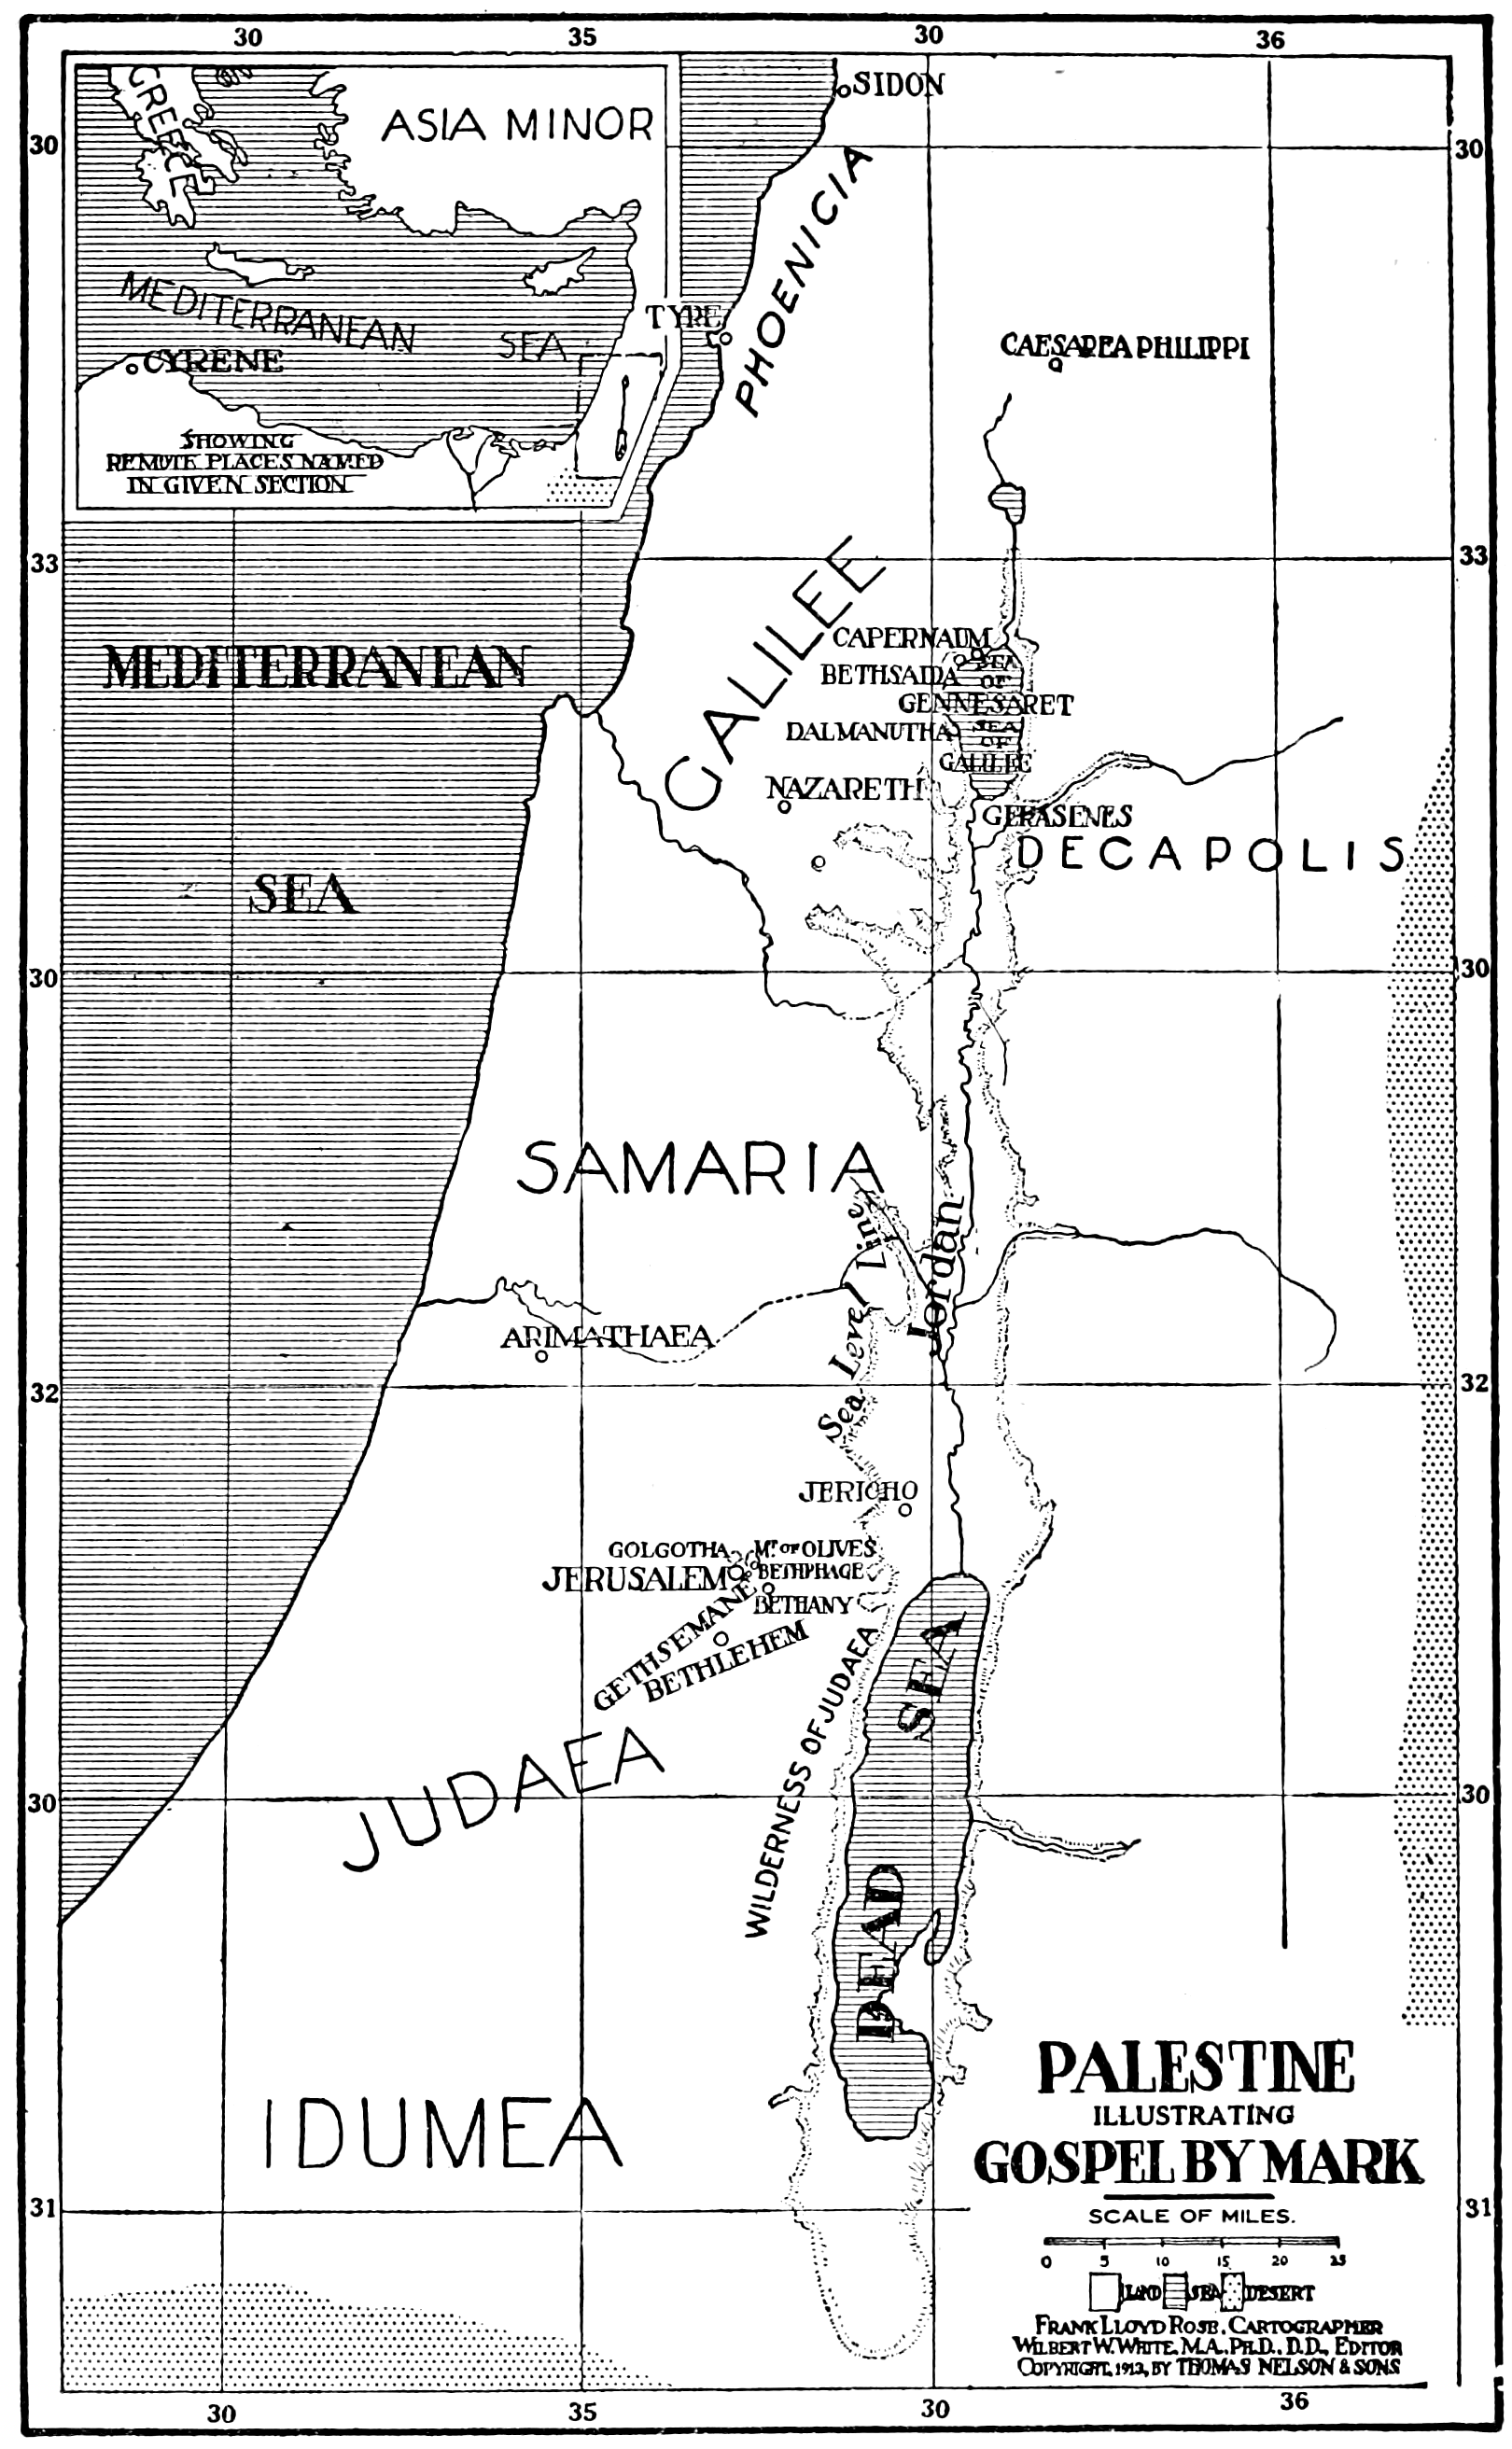 30 35 30 36
GREECE
ASIA MINOR
SIDON
30
30
PHOENICIA
MEDITERRANEAN
SEA
CYRENE
TYRE
CAESAREA PHILIPPI
SHOWING
REMOTE PLACES NAMED
IN GIVEN SECTION
33
33
GALILEE
MEDITERRANEAN
SEA
CAPERNAUM
BETHSAIDA
SEA
OF
GENNESARET
DALMANUTHA
SEA
OF
GALILEE
NAZARETH
GERASENES
DECAPOLIS
30
30
SAMARIA
Sea Level Line
Jordan
ARIMATHAEA
32
32
JERICHO
GOLGOTHA
MT OF OLIVES
JERUSALEM
BETHPHAGE
BETHANY
GETHSEMANE
BETHLEHEM
WILDERNESS OF JUDAEA
DEAD SEA
JUDAEA
30
30
IDUMEA
PALESTINE
ILLUSTRATING
GOSPEL BY MARK
31
31
SCALE OF MILES.
0 5 10 15 20 25
LAND SEA DESERT
FRANK LLOYD ROSE, CARTOGRAPHER
WILBERT W. WHITE, M.A., PH.D., D.D., EDITOR
COPYRIGHT, 1912, BY THOMAS NELSON & SONS
30 35 30 36